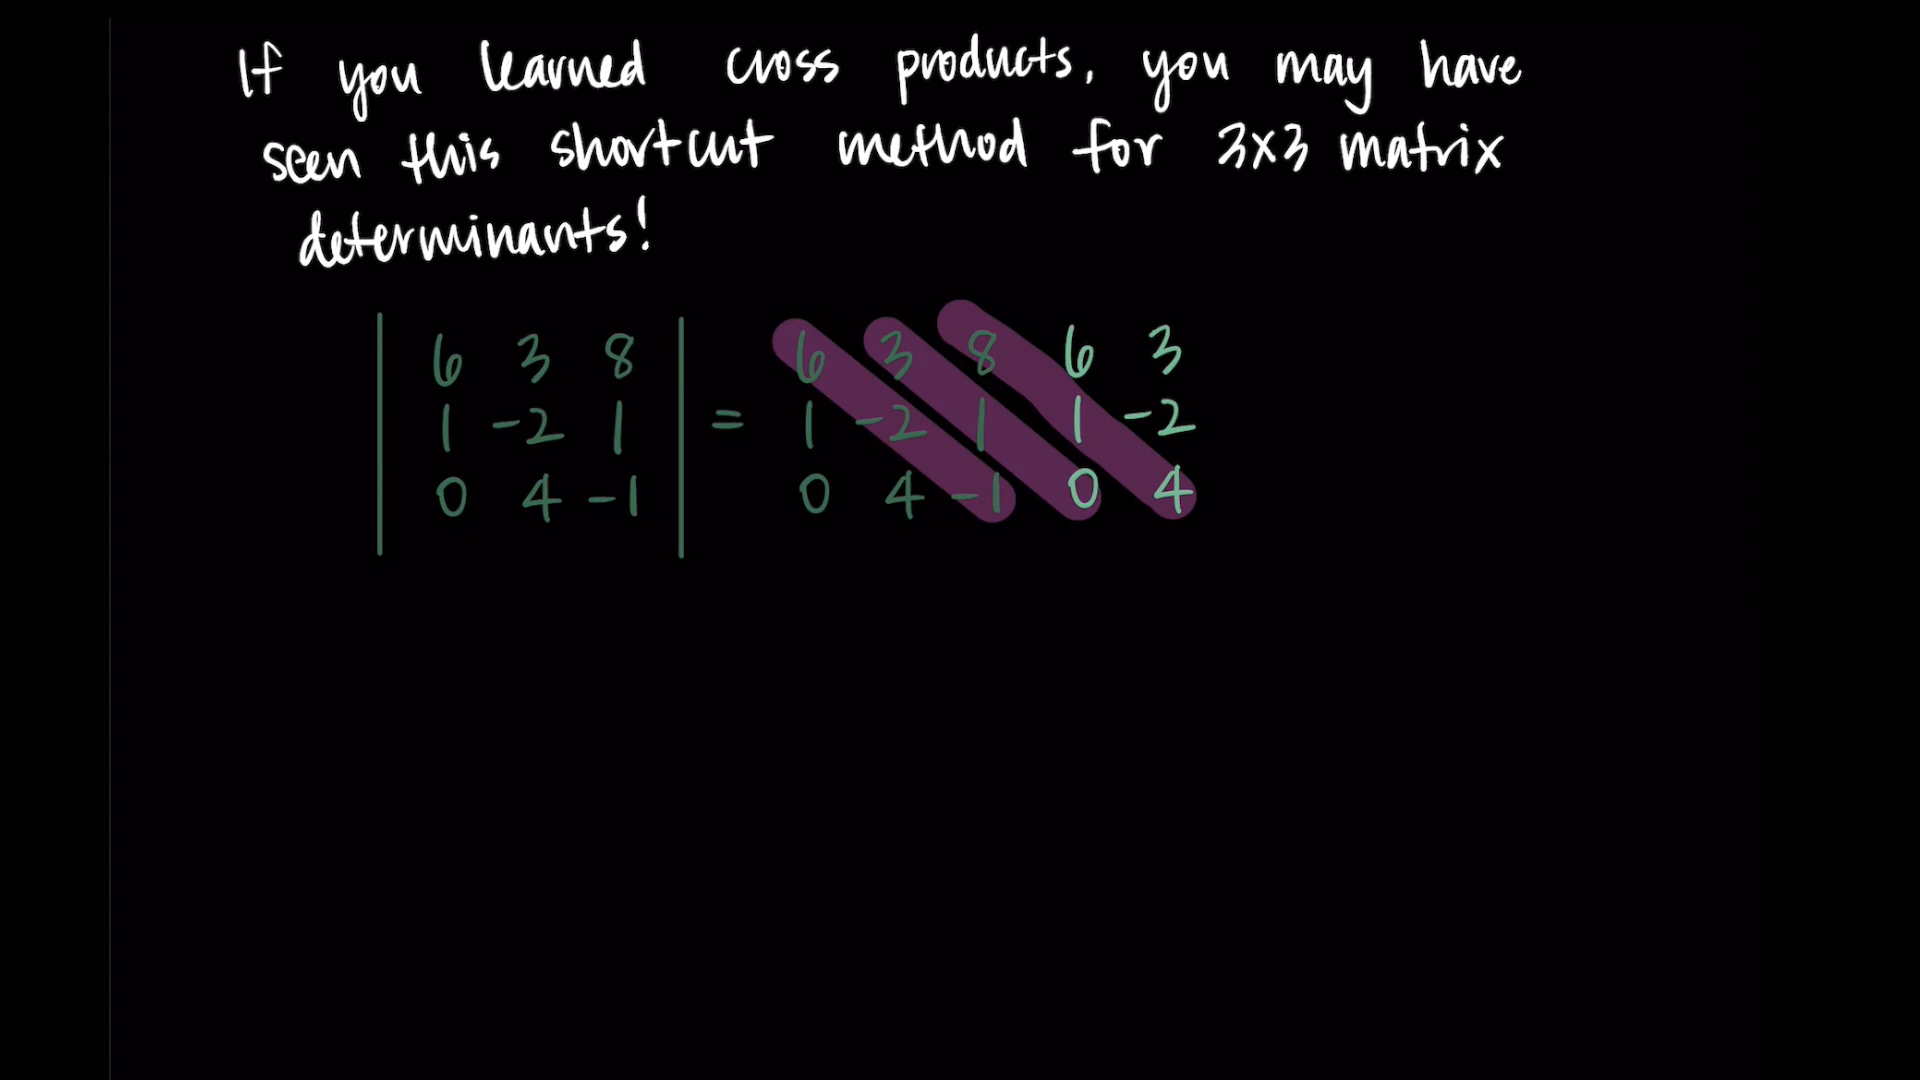 If you learned cross products, you may have
seen this shortcut method for 3x3 matrix
determinants!
| 6 3 8 | 6 3 8 6 3
| 1 -2 1 | = 1 -2 1 1 -2
| 0 4 -1 | 0 4 -1 0 4